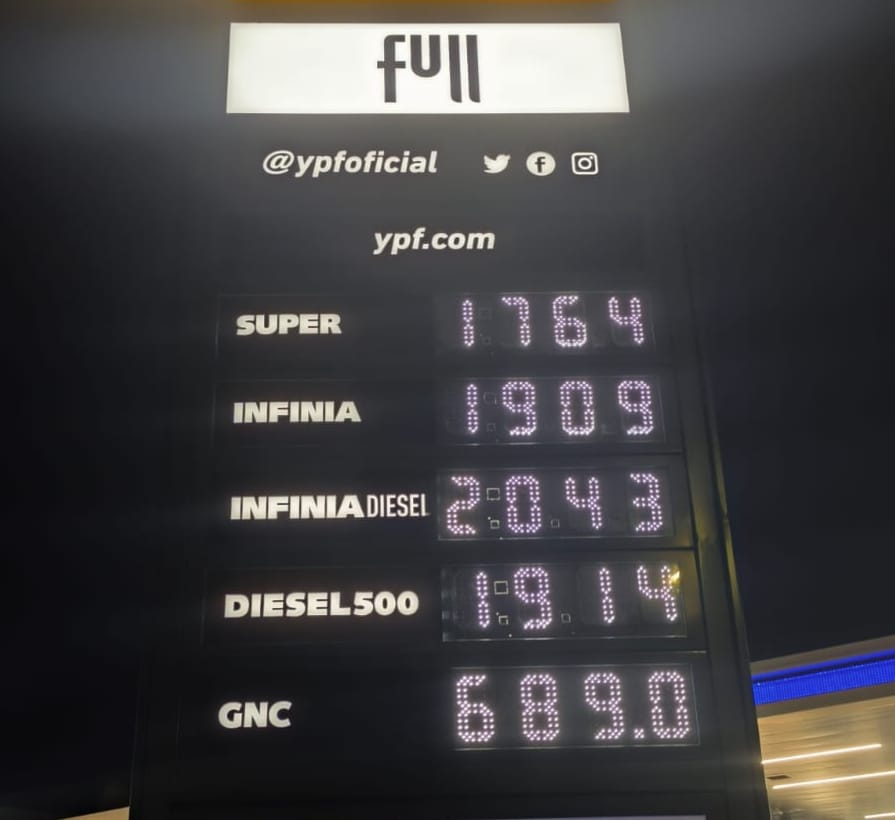 full
@ypfoficial
ypf.com
SUPER 1764
INFINIA 1909
INFINIA DIESEL 2043
DIESEL500 1914
GNC 689.0